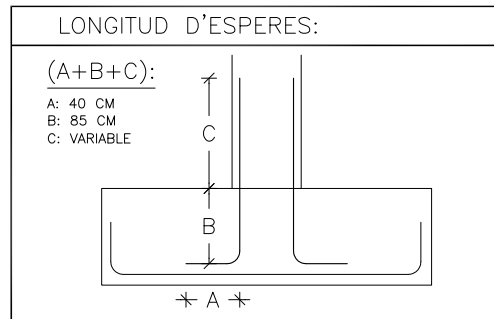 LONGITUD D'ESPERES:
(A+B+C):
A: 40 CM
B: 85 CM
C: VARIABLE
C
B
A